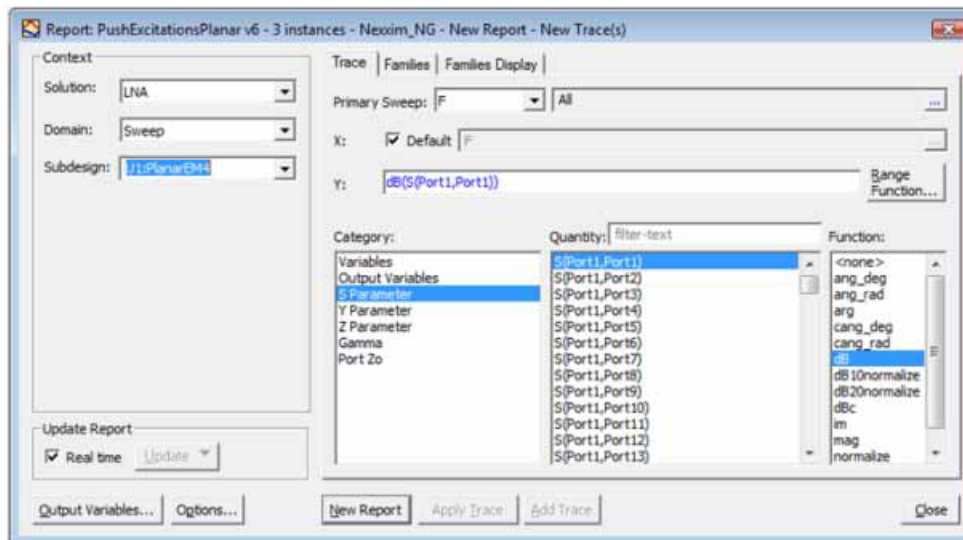 Report: PushExcitationsPlanar v6 - 3 instances - Nexxim_NG - New Report - New Trace(s)
Context
Solution: LNA
Domain: Sweep
Subdesign: U1:PlanarEM4
Update Report
Real time Update
Output Variables... Options...
Trace Families Families Display
Primary Sweep: F All ...
X: Default F ...
Y: dB(S(Port1,Port1)) Range Function...
Category:
Variables
Output Variables
S Parameter
Y Parameter
Z Parameter
Gamma
Port Zo
Quantity: filter-text
S(Port1,Port1)
S(Port1,Port2)
S(Port1,Port3)
S(Port1,Port4)
S(Port1,Port5)
S(Port1,Port6)
S(Port1,Port7)
S(Port1,Port8)
S(Port1,Port9)
S(Port1,Port10)
S(Port1,Port11)
S(Port1,Port12)
S(Port1,Port13)
Function:
<none>
ang_deg
ang_rad
arg
cang_deg
cang_rad
dB
dB10normalize
dB20normalize
dBc
im
mag
normalize
New Report Apply Trace Add Trace Close